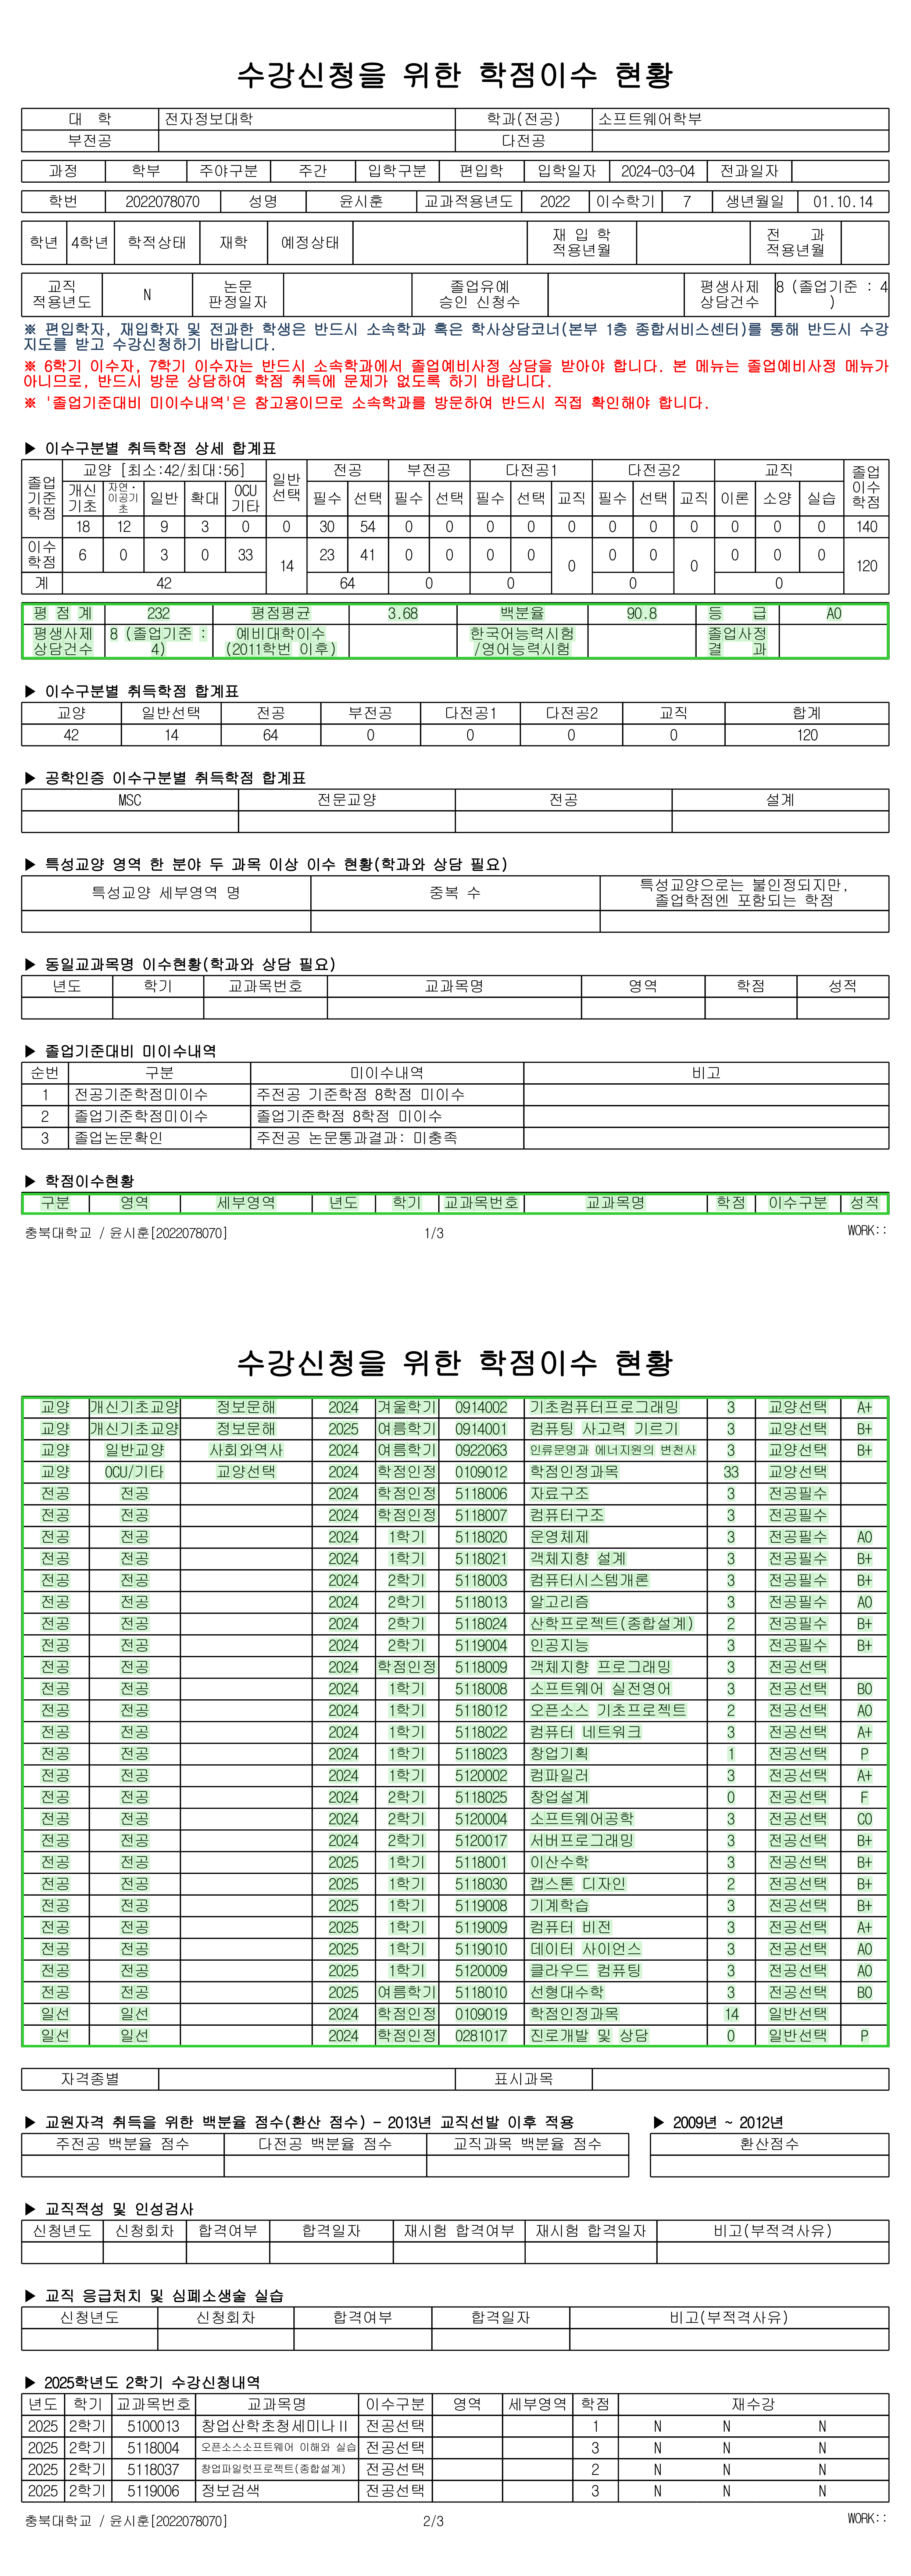 수강신청을 위한 학점이수 현황
대 학 전자정보대학 학과(전공) 소프트웨어학부
부전공 다전공
과정 학부 주야구분 주간 입학구분 편입학 입학일자 2024-03-04 전과일자
학번 2022078070 성명 윤시훈 교과적용년도 2022 이수학기 7 생년월일 01.10.14
학년 4학년 학적상태 재학 예정상태 재 입 학 적용년월 전 과 적용년월
교직 적용년도 N 논문 판정일자 졸업유예 승인 신청수 평생사제 상담건수 8 (졸업기준 : 4 )
※ 편입학자, 재입학자 및 전과한 학생은 반드시 소속학과 혹은 학사상담코너(본부 1층 종합서비스센터)를 통해 반드시 수강
지도를 받고 수강신청하기 바랍니다.
※ 6학기 이수자, 7학기 이수자는 반드시 소속학과에서 졸업예비사정 상담을 받아야 합니다. 본 메뉴는 졸업예비사정 메뉴가
아니므로, 반드시 방문 상담하여 학점 취득에 문제가 없도록 하기 바랍니다.
※ '졸업기준대비 미이수내역'은 참고용이므로 소속학과를 방문하여 반드시 직접 확인해야 합니다.
▶ 이수구분별 취득학점 상세 합계표
졸업 기준 학점 교양 [최소:42/최대:56] 일반 선택 전공 부전공 다전공1 다전공2 교직 졸업 이수 학점
개신 기초 자연·이공기초 일반 확대 OCU 기타 필수 선택 필수 선택 필수 선택 교직 필수 선택 교직 이론 소양 실습
18 12 9 3 0 0 30 54 0 0 0 0 0 0 0 0 0 0 0 140
이수 학점 6 0 3 0 33 14 23 41 0 0 0 0 0 0 0 0 0 0 0 120
계 42 64 0 0 0 0
평 점 계 232 평점평균 3.68 백분율 90.8 등 급 A0
평생사제 상담건수 8 (졸업기준 : 4) 예비대학이수 (2011학번 이후) 한국어능력시험 /영어능력시험 졸업사정 결 과
▶ 이수구분별 취득학점 합계표
교양 일반선택 전공 부전공 다전공1 다전공2 교직 합계
42 14 64 0 0 0 0 120
▶ 공학인증 이수구분별 취득학점 합계표
MSC 전문교양 전공 설계
▶ 특성교양 영역 한 분야 두 과목 이상 이수 현황(학과와 상담 필요)
특성교양 세부영역 명 중복 수 특성교양으로는 불인정되지만, 졸업학점엔 포함되는 학점
▶ 동일교과목명 이수현황(학과와 상담 필요)
년도 학기 교과목번호 교과목명 영역 학점 성적
▶ 졸업기준대비 미이수내역
순번 구분 미이수내역 비고
1 전공기준학점미이수 주전공 기준학점 8학점 미이수
2 졸업기준학점미이수 졸업기준학점 8학점 미이수
3 졸업논문확인 주전공 논문통과결과: 미충족
▶ 학점이수현황
구분 영역 세부영역 년도 학기 교과목번호 교과목명 학점 이수구분 성적
충북대학교 / 윤시훈[2022078070] 1/3 WORK::
수강신청을 위한 학점이수 현황
교양 개신기초교양 정보문해 2024 겨울학기 0914002 기초컴퓨터프로그래밍 3 교양선택 A+
교양 개신기초교양 정보문해 2025 여름학기 0914001 컴퓨팅 사고력 기르기 3 교양선택 B+
교양 일반교양 사회와역사 2024 여름학기 0922063 인류문명과 에너지원의 변천사 3 교양선택 B+
교양 OCU/기타 교양선택 2024 학점인정 0109012 학점인정과목 33 교양선택
전공 전공 2024 학점인정 5118006 자료구조 3 전공필수
전공 전공 2024 학점인정 5118007 컴퓨터구조 3 전공필수
전공 전공 2024 1학기 5118020 운영체제 3 전공필수 A0
전공 전공 2024 1학기 5118021 객체지향 설계 3 전공필수 B+
전공 전공 2024 2학기 5118003 컴퓨터시스템개론 3 전공필수 B+
전공 전공 2024 2학기 5118013 알고리즘 3 전공필수 A0
전공 전공 2024 2학기 5118024 산학프로젝트(종합설계) 2 전공필수 B+
전공 전공 2024 2학기 5119004 인공지능 3 전공필수 B+
전공 전공 2024 학점인정 5118009 객체지향 프로그래밍 3 전공선택
전공 전공 2024 1학기 5118008 소프트웨어 실전영어 3 전공선택 B0
전공 전공 2024 1학기 5118012 오픈소스 기초프로젝트 2 전공선택 A0
전공 전공 2024 1학기 5118022 컴퓨터 네트워크 3 전공선택 A+
전공 전공 2024 1학기 5118023 창업기획 1 전공선택 P
전공 전공 2024 1학기 5120002 컴파일러 3 전공선택 A+
전공 전공 2024 2학기 5118025 창업설계 0 전공선택 F
전공 전공 2024 2학기 5120004 소프트웨어공학 3 전공선택 C0
전공 전공 2024 2학기 5120017 서버프로그래밍 3 전공선택 B+
전공 전공 2025 1학기 5118001 이산수학 3 전공선택 B+
전공 전공 2025 1학기 5118030 캡스톤 디자인 2 전공선택 B+
전공 전공 2025 1학기 5119008 기계학습 3 전공선택 B+
전공 전공 2025 1학기 5119009 컴퓨터 비전 3 전공선택 A+
전공 전공 2025 1학기 5119010 데이터 사이언스 3 전공선택 A0
전공 전공 2025 1학기 5120009 클라우드 컴퓨팅 3 전공선택 A0
전공 전공 2025 여름학기 5118010 선형대수학 3 전공선택 B0
일선 일선 2024 학점인정 0109019 학점인정과목 14 일반선택
일선 일선 2024 학점인정 0281017 진로개발 및 상담 0 일반선택 P
자격종별 표시과목
▶ 교원자격 취득을 위한 백분율 점수(환산 점수) - 2013년 교직선발 이후 적용 ▶ 2009년 ~ 2012년
주전공 백분율 점수 다전공 백분율 점수 교직과목 백분율 점수 환산점수
▶ 교직적성 및 인성검사
신청년도 신청회차 합격여부 합격일자 재시험 합격여부 재시험 합격일자 비고(부적격사유)
▶ 교직 응급처치 및 심폐소생술 실습
신청년도 신청회차 합격여부 합격일자 비고(부적격사유)
▶ 2025학년도 2학기 수강신청내역
년도 학기 교과목번호 교과목명 이수구분 영역 세부영역 학점 재수강
2025 2학기 5100013 창업산학초청세미나Ⅱ 전공선택 1 N N N
2025 2학기 5118004 오픈소스소프트웨어 이해와 실습 전공선택 3 N N N
2025 2학기 5118037 창업파일럿프로젝트(종합설계) 전공선택 2 N N N
2025 2학기 5119006 정보검색 전공선택 3 N N N
충북대학교 / 윤시훈[2022078070] 2/3 WORK::